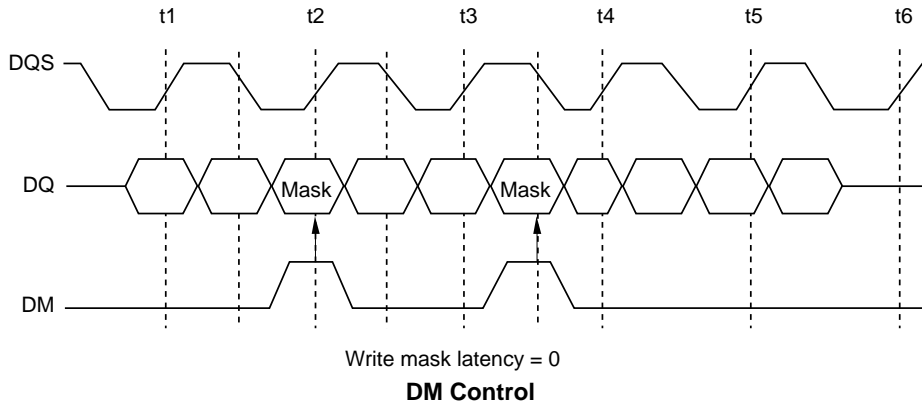 t1 t2 t3 t4 t5 t6
DQS
DQ Mask Mask
DM
Write mask latency = 0
DM Control